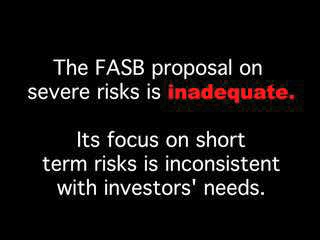 The FASB proposal on
severe risks is inadequate.
Its focus on short
term risks is inconsistent
with investors' needs.